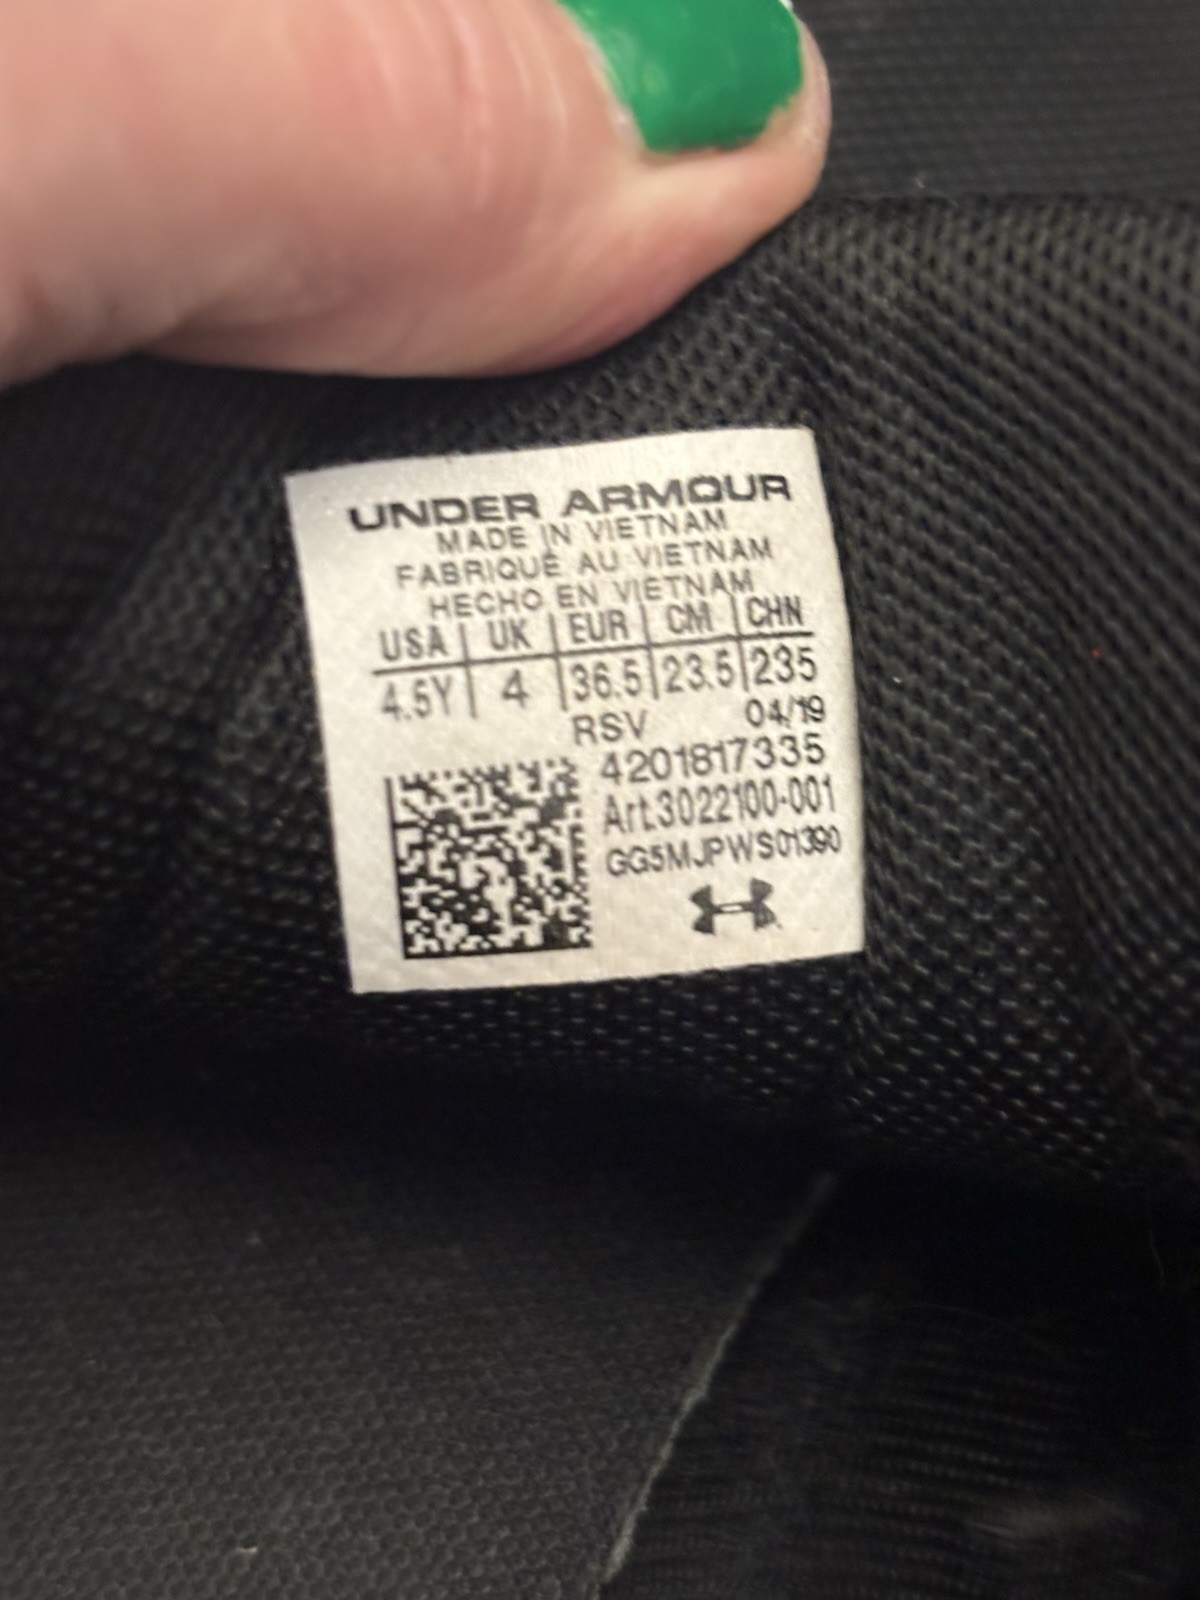 UNDER ARMOUR
MADE IN VIETNAM
FABRIQUÉ AU VIETNAM
HECHO EN VIETNAM
USA | UK | EUR | CM | CHN
4.5Y | 4 | 36.5 | 23.5 | 235
RSV 04/19
4201817335
Art.3022100-001
GG5MJPWS01390